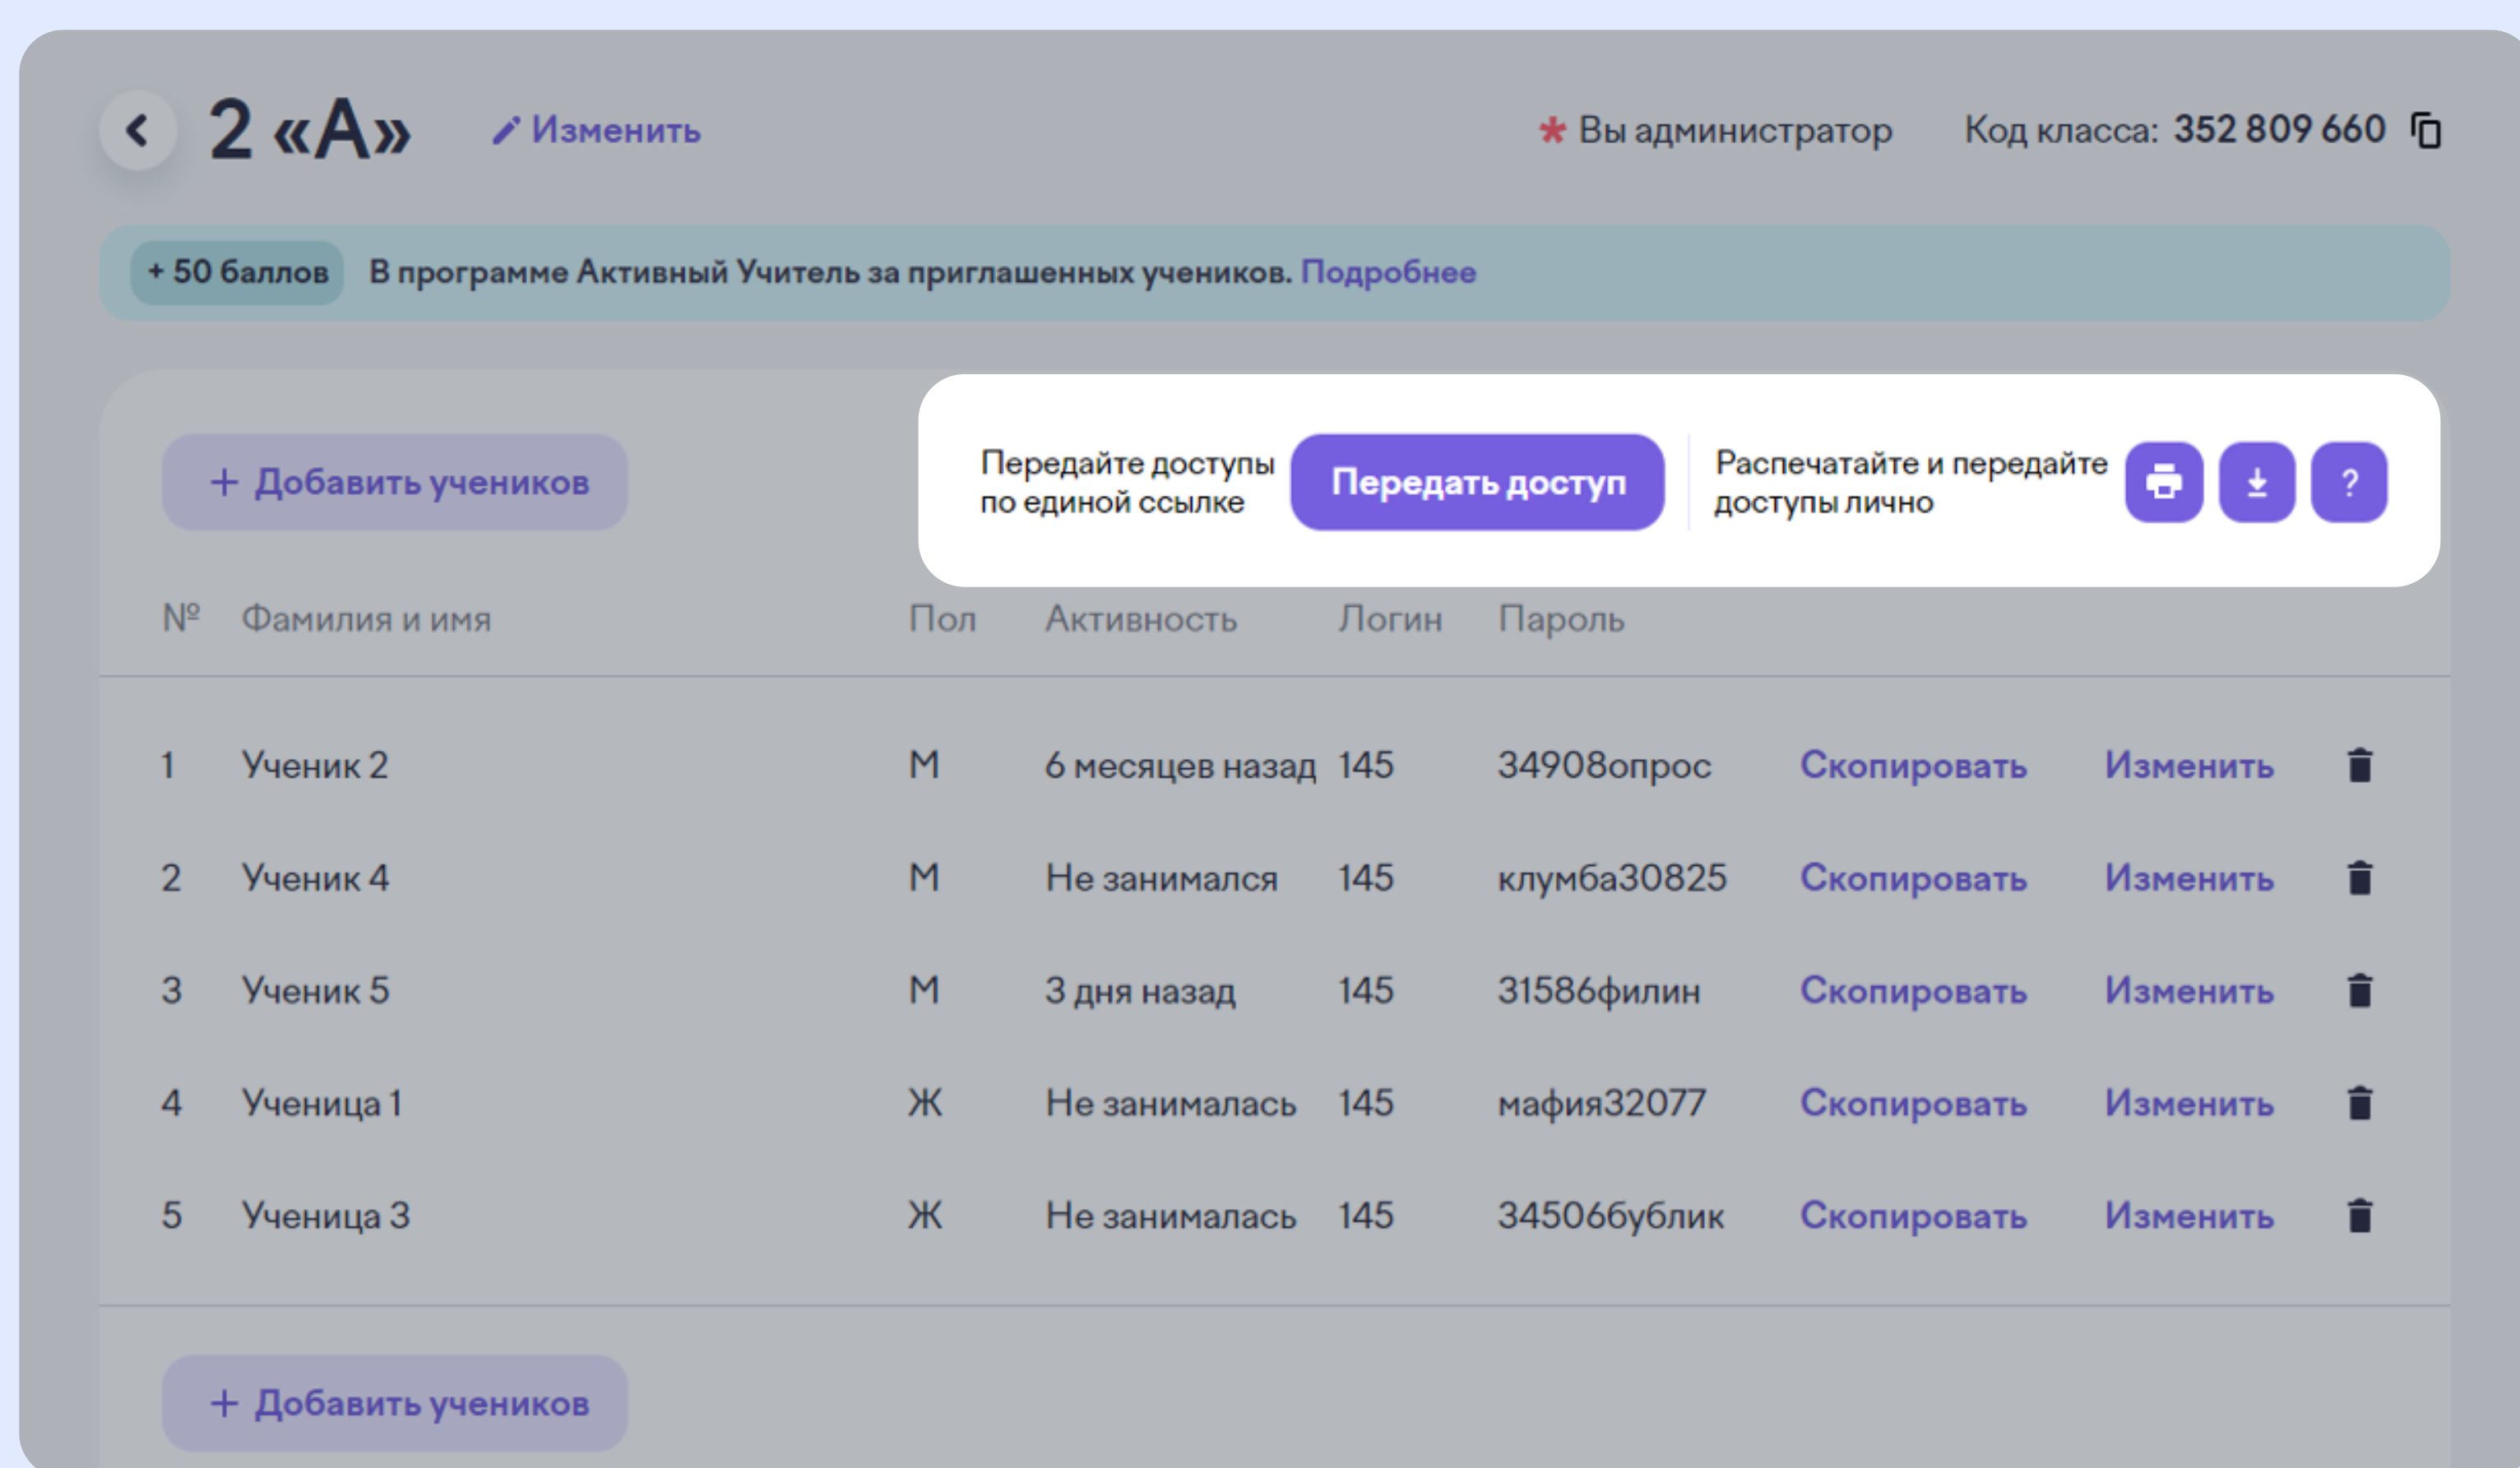 2 «А» Изменить * Вы администратор Код класса: 352 809 660
+ 50 баллов В программе Активный Учитель за приглашенных учеников. Подробнее
+ Добавить учеников
Передайте доступы
по единой ссылке
Передать доступ
Распечатайте и передайте
доступы лично
?
№ Фамилия и имя Пол Активность Логин Пароль
1 Ученик 2 М 6 месяцев назад 145 34908опрос Скопировать Изменить
2 Ученик 4 М Не занимался 145 клумба30825 Скопировать Изменить
3 Ученик 5 М 3 дня назад 145 31586филин Скопировать Изменить
4 Ученица 1 Ж Не занималась 145 мафия32077 Скопировать Изменить
5 Ученица 3 Ж Не занималась 145 34506бублик Скопировать Изменить
+ Добавить учеников